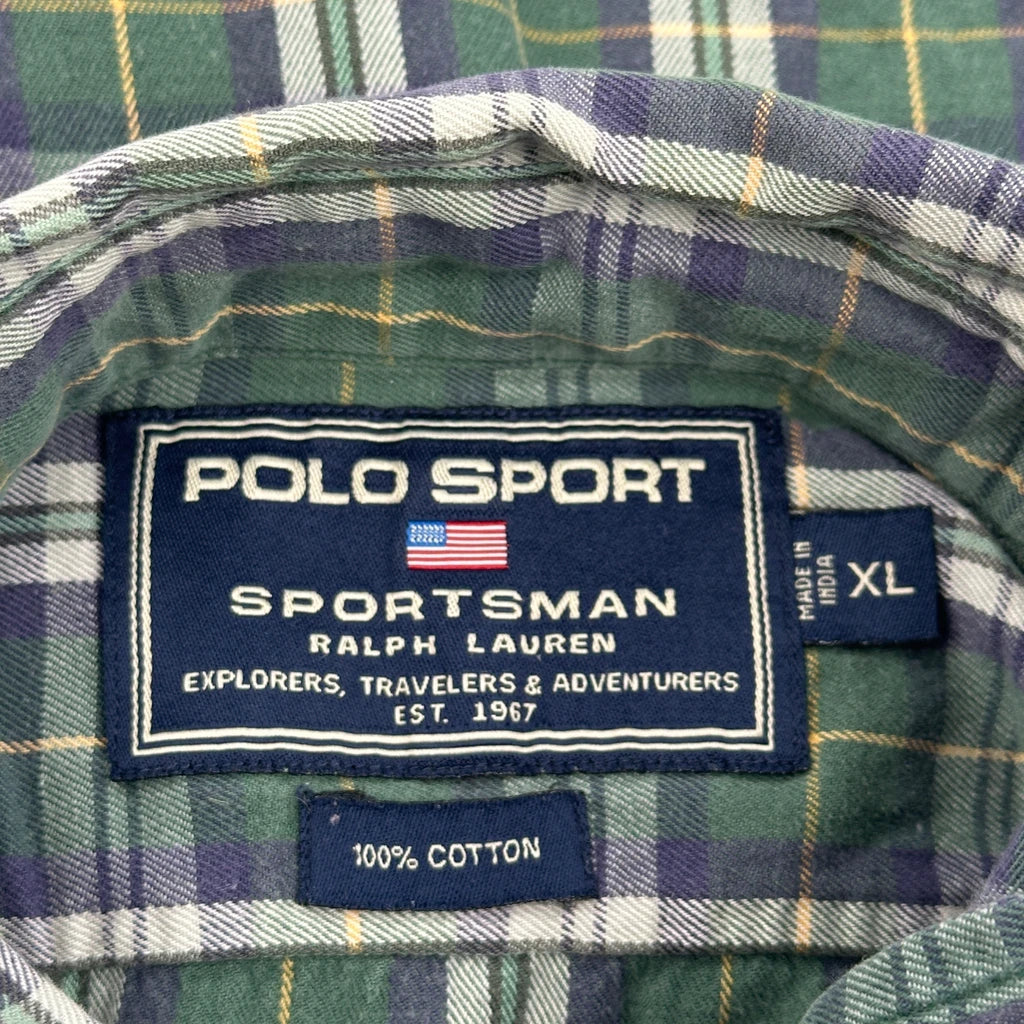 POLO SPORT
SPORTSMAN
RALPH LAUREN
EXPLORERS, TRAVELERS & ADVENTURERS
EST. 1967
MADE IN
INDIA
XL
100% COTTON